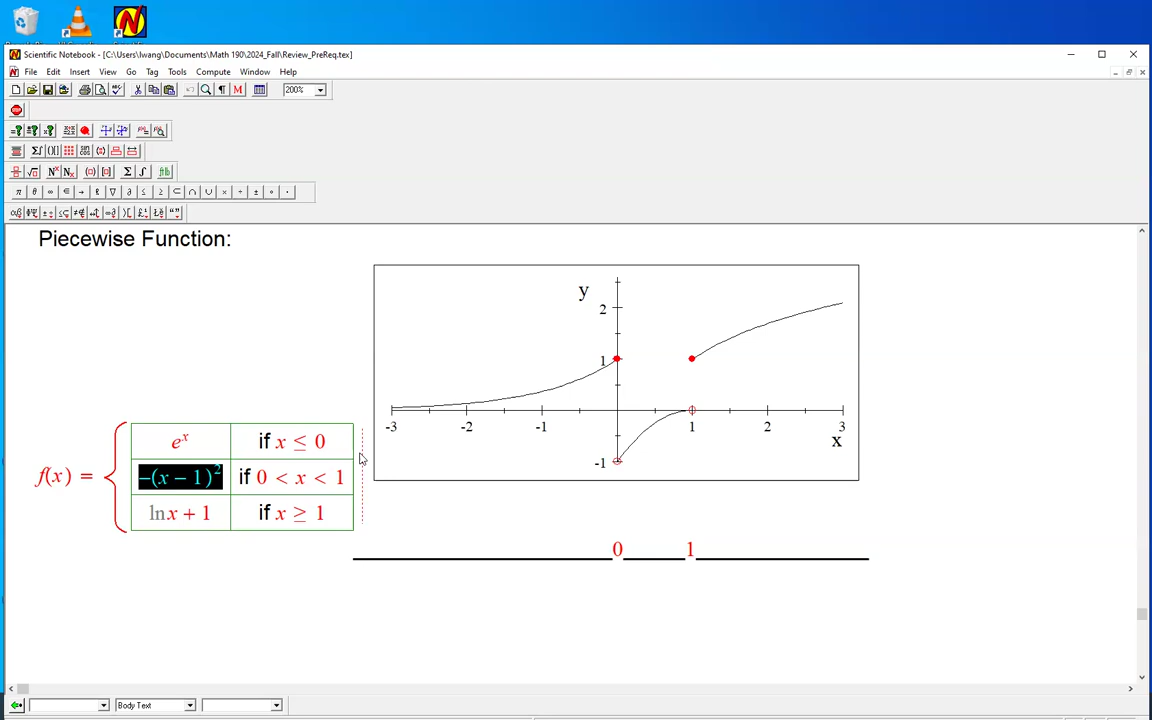 Scientific Notebook - [C:\Users\lwang\Documents\Math 190\2024_Fall\Review_PreReq.tex]
File Edit Insert View Go Tag Tools Compute Window Help
200%
Piecewise Function:
y
2
1
-3 -2 -1 1 2 3
x
-1
f(x) =
e^x if x ≤ 0
-(x - 1)^2 if 0 < x < 1
ln x + 1 if x ≥ 1
0 1
Body Text